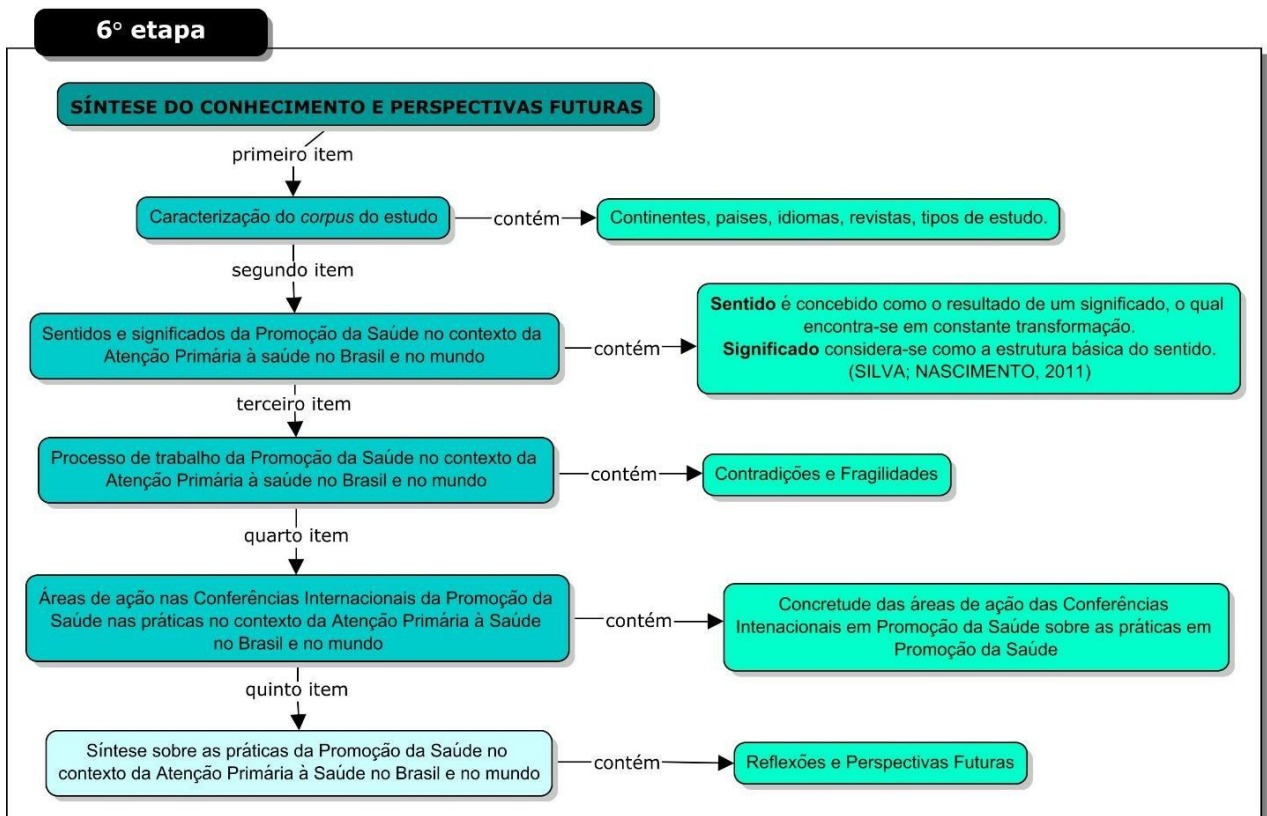 6° etapa
SÍNTESE DO CONHECIMENTO E PERSPECTIVAS FUTURAS
primeiro item
Caracterização do corpus do estudo
contém
Continentes, paises, idiomas, revistas, tipos de estudo.
segundo item
Sentidos e significados da Promoção da Saúde no contexto da
Atenção Primária à saúde no Brasil e no mundo
contém
Sentido é concebido como o resultado de um significado, o qual
encontra-se em constante transformação.
Significado considera-se como a estrutura básica do sentido.
(SILVA; NASCIMENTO, 2011)
terceiro item
Processo de trabalho da Promoção da Saúde no contexto da
Atenção Primária à saúde no Brasil e no mundo
contém
Contradições e Fragilidades
quarto item
Áreas de ação nas Conferências Internacionais da Promoção da
Saúde nas práticas no contexto da Atenção Primária à Saúde
no Brasil e no mundo
contém
Concretude das áreas de ação das Conferências
Intenacionais em Promoção da Saúde sobre as práticas em
Promoção da Saúde
quinto item
Síntese sobre as práticas da Promoção da Saúde no
contexto da Atenção Primária à Saúde no Brasil e no mundo
contém
Reflexões e Perspectivas Futuras